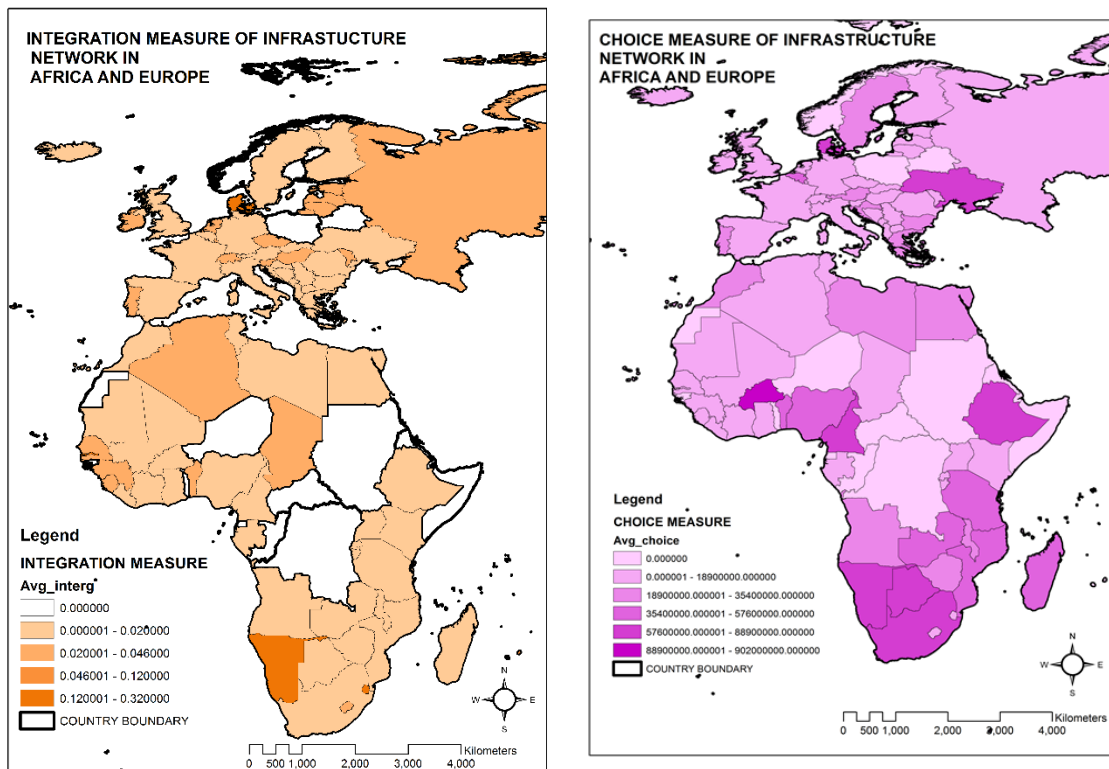 INTEGRATION MEASURE OF INFRASTUCTURE
NETWORK IN
AFRICA AND EUROPE
Legend
INTEGRATION MEASURE
Avg_interg
0.000000
0.000001 - 0.020000
0.020001 - 0.046000
0.046001 - 0.120000
0.120001 - 0.320000
COUNTRY BOUNDARY
N
W
E
S
Kilometers
0 500 1,000 2,000 3,000 4,000
CHOICE MEASURE OF INFRASTRUCTURE
NETWORK IN
AFRICA AND EUROPE
Legend
CHOICE MEASURE
Avg_choice
0.000000
0.000001 - 18900000.000000
18900000.000001 - 35400000.000000
35400000.000001 - 57600000.000000
57600000.000001 - 88900000.000000
88900000.000001 - 902000000.000000
COUNTRY BOUNDARY
N
W
E
S
Kilometers
0 500 1,000 2,000 3,000 4,000